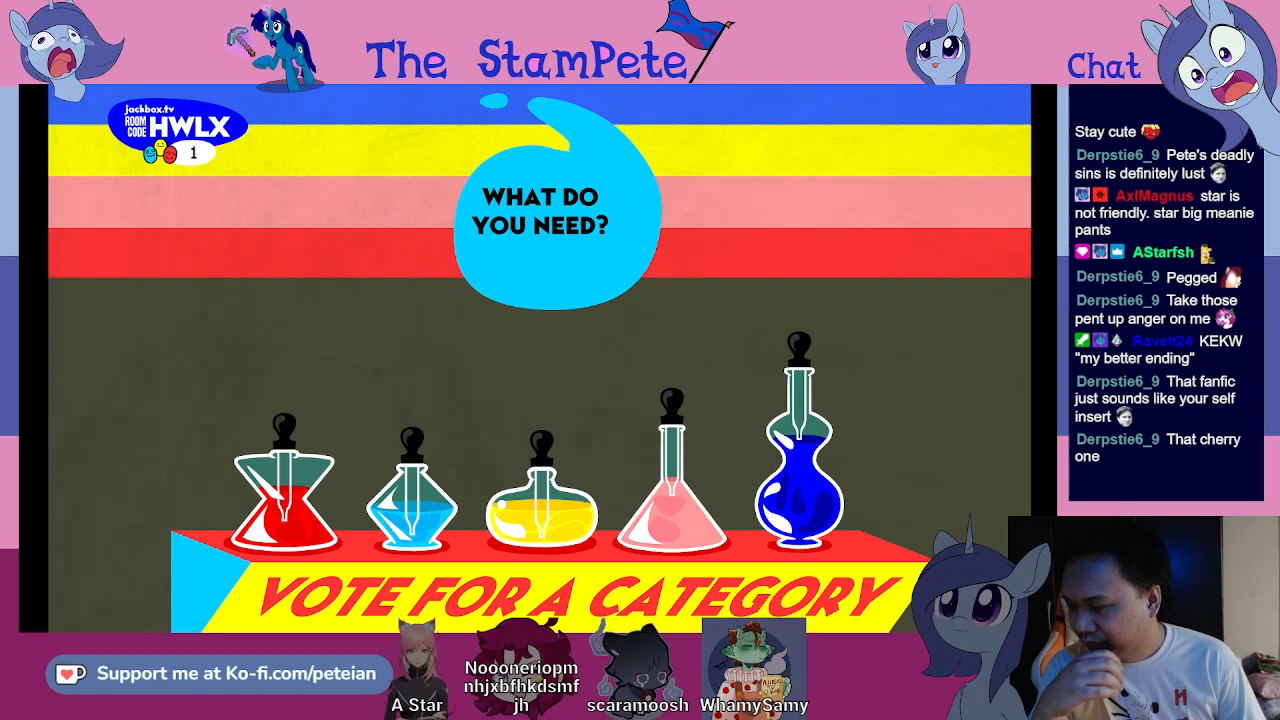 The StamPete
Chat
jackbox.tv
ROOM
CODE
HWLX
1
WHAT DO
YOU NEED?
VOTE FOR A CATEGORY
Stay cute
Derpstie6_9 Pete's deadly
sins is definitely lust
AxlMagnus star is
not friendly. star big meanie
pants
AStarfsh
Derpstie6_9 Pegged
Derpstie6_9 Take those
pent up anger on me
RaveIt24 KEKW
"my better ending"
Derpstie6_9 That fanfic
just sounds like your self
insert
Derpstie6_9 That cherry
one
Support me at Ko-fi.com/peteian
A Star
Noooneriopm
nhjxbfhkdsmf
jh
scaramoosh
WhamySamy